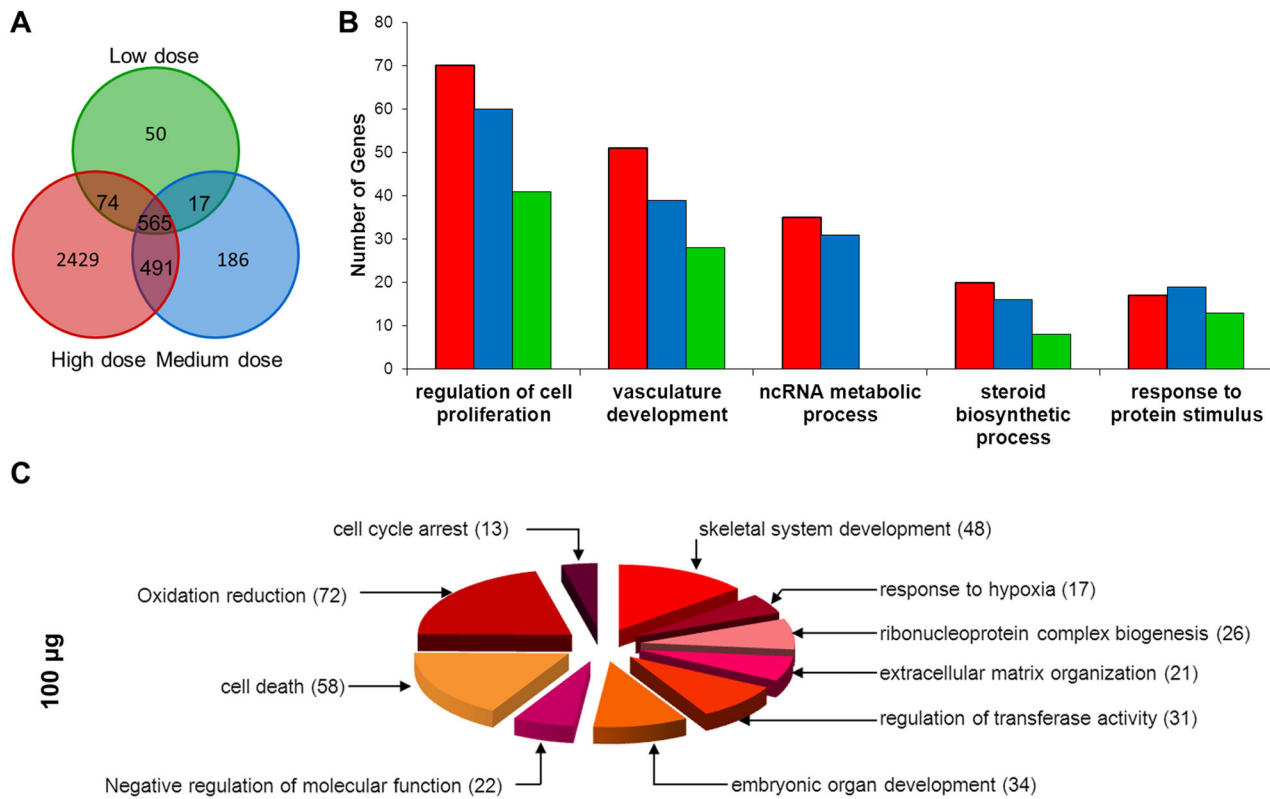 A
Low dose
50
74
17
565
2429
491
186
High dose Medium dose
B
Number of Genes
80
70
60
50
40
30
20
10
0
regulation of cell
proliferation
vasculature
development
ncRNA metabolic
process
steroid
biosynthetic
process
response to
protein stimulus
C
100 µg
cell cycle arrest (13)
skeletal system development (48)
Oxidation reduction (72)
response to hypoxia (17)
ribonucleoprotein complex biogenesis (26)
extracellular matrix organization (21)
cell death (58)
regulation of transferase activity (31)
Negative regulation of molecular function (22)
embryonic organ development (34)